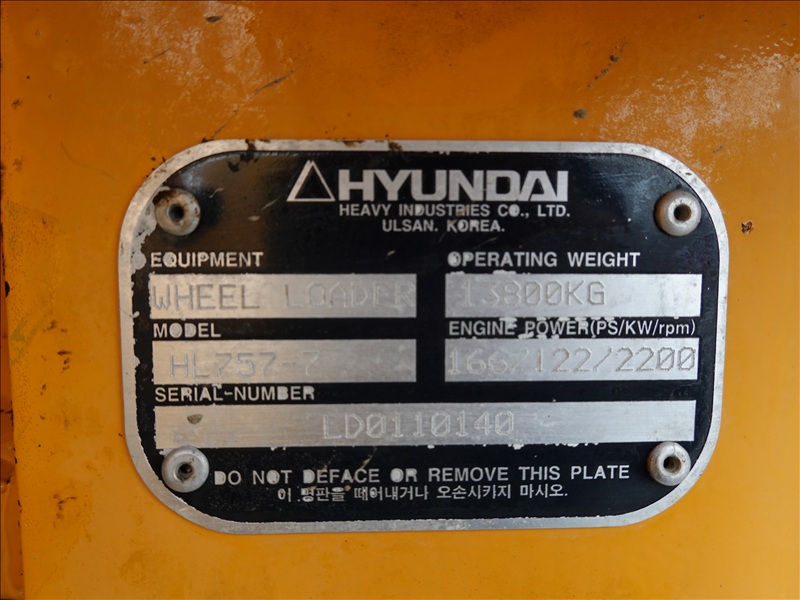 HYUNDAI
HEAVY INDUSTRIES CO., LTD.
ULSAN. KOREA.
EQUIPMENT OPERATING WEIGHT
WHEEL LOADER 13800KG
MODEL ENGINE POWER(PS/KW/rpm)
HL757-7 166/122/2200
SERIAL-NUMBER
LD0110140
DO NOT DEFACE OR REMOVE THIS PLATE
이 명판을 떼어내거나 오손시키지 마시오.